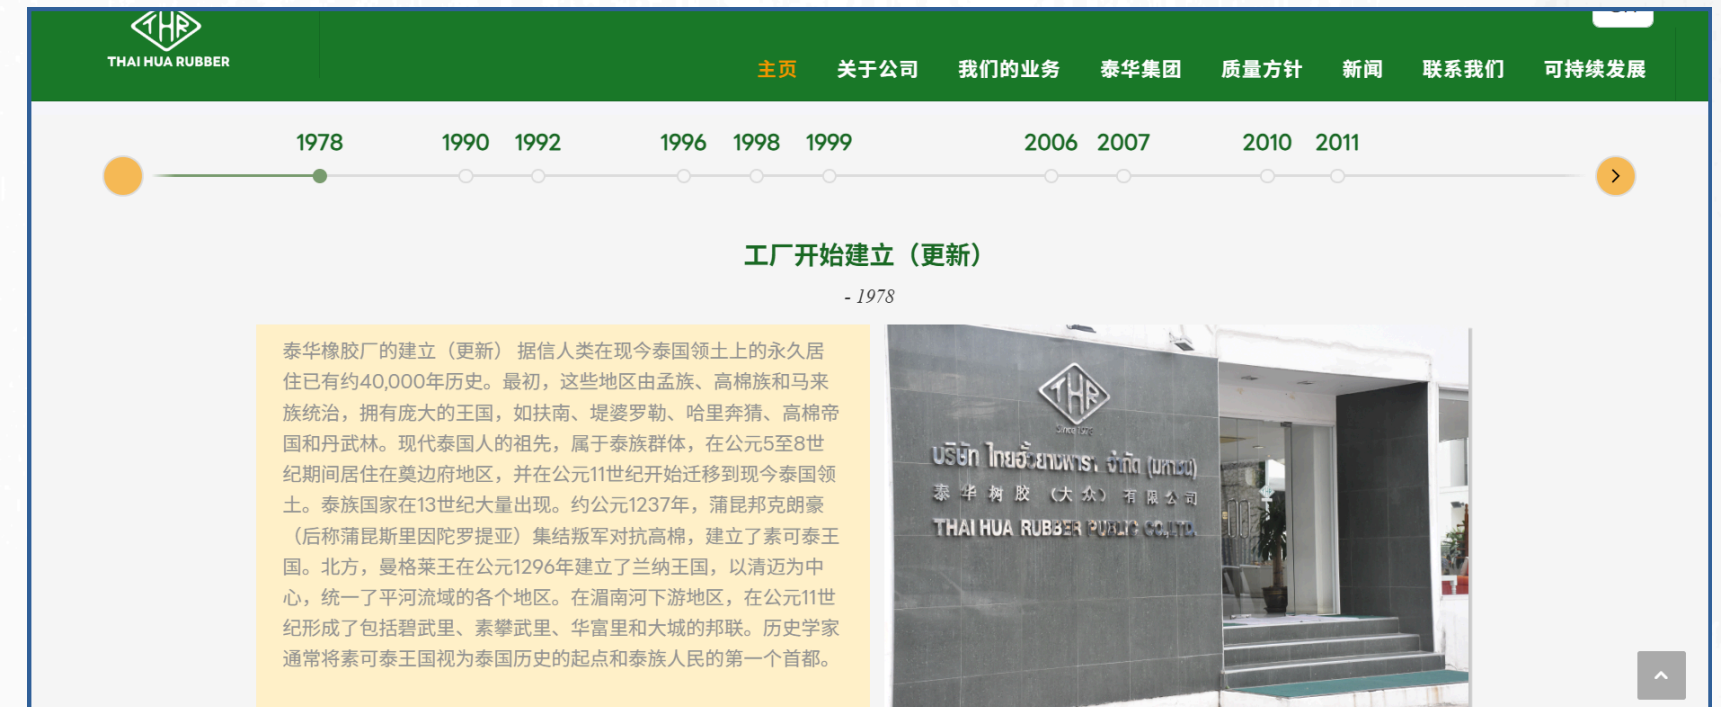 THR
THAI HUA RUBBER
主页 关于公司 我们的业务 泰华集团 质量方针 新闻 联系我们 可持续发展
1978 1990 1992 1996 1998 1999 2006 2007 2010 2011
工厂开始建立（更新）
- 1978
泰华橡胶厂的建立（更新） 据信人类在现今泰国领土上的永久居
住已有约40,000年历史。最初，这些地区由孟族、高棉族和马来
族统治，拥有庞大的王国，如扶南、堤婆罗勒、哈里奔猜、高棉帝
国和丹武林。现代泰国人的祖先，属于泰族群体，在公元5至8世
纪期间居住在奠边府地区，并在公元11世纪开始迁移到现今泰国领
土。泰族国家在13世纪大量出现。约公元1237年，蒲昆邦克朗豪
（后称蒲昆斯里因陀罗提亚）集结叛军对抗高棉，建立了素可泰王
国。北方，曼格莱王在公元1296年建立了兰纳王国，以清迈为中
心，统一了平河流域的各个地区。在湄南河下游地区，在公元11世
纪形成了包括碧武里、素攀武里、华富里和大城的邦联。历史学家
通常将素可泰王国视为泰国历史的起点和泰族人民的第一个首都。
THR
Since 1978
บริษัท ไทยฮั้วยางพารา จำกัด (มหาชน)
泰华树胶（大众）有限公司
THAI HUA RUBBER PUBLIC CO.,LTD.